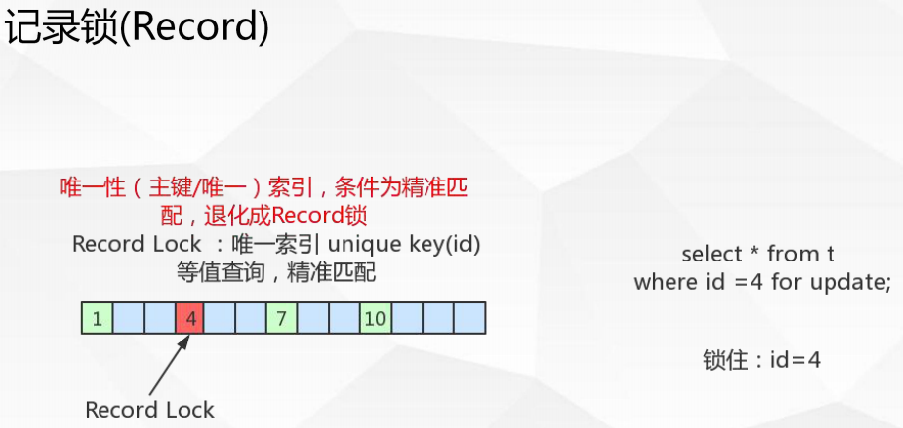 记录锁(Record)
唯一性（主键/唯一）索引，条件为精准匹
配，退化成Record锁
Record Lock ：唯一索引 unique key(id)
等值查询，精准匹配
1 4 7 10
Record Lock
select * from t
where id =4 for update;
锁住：id=4